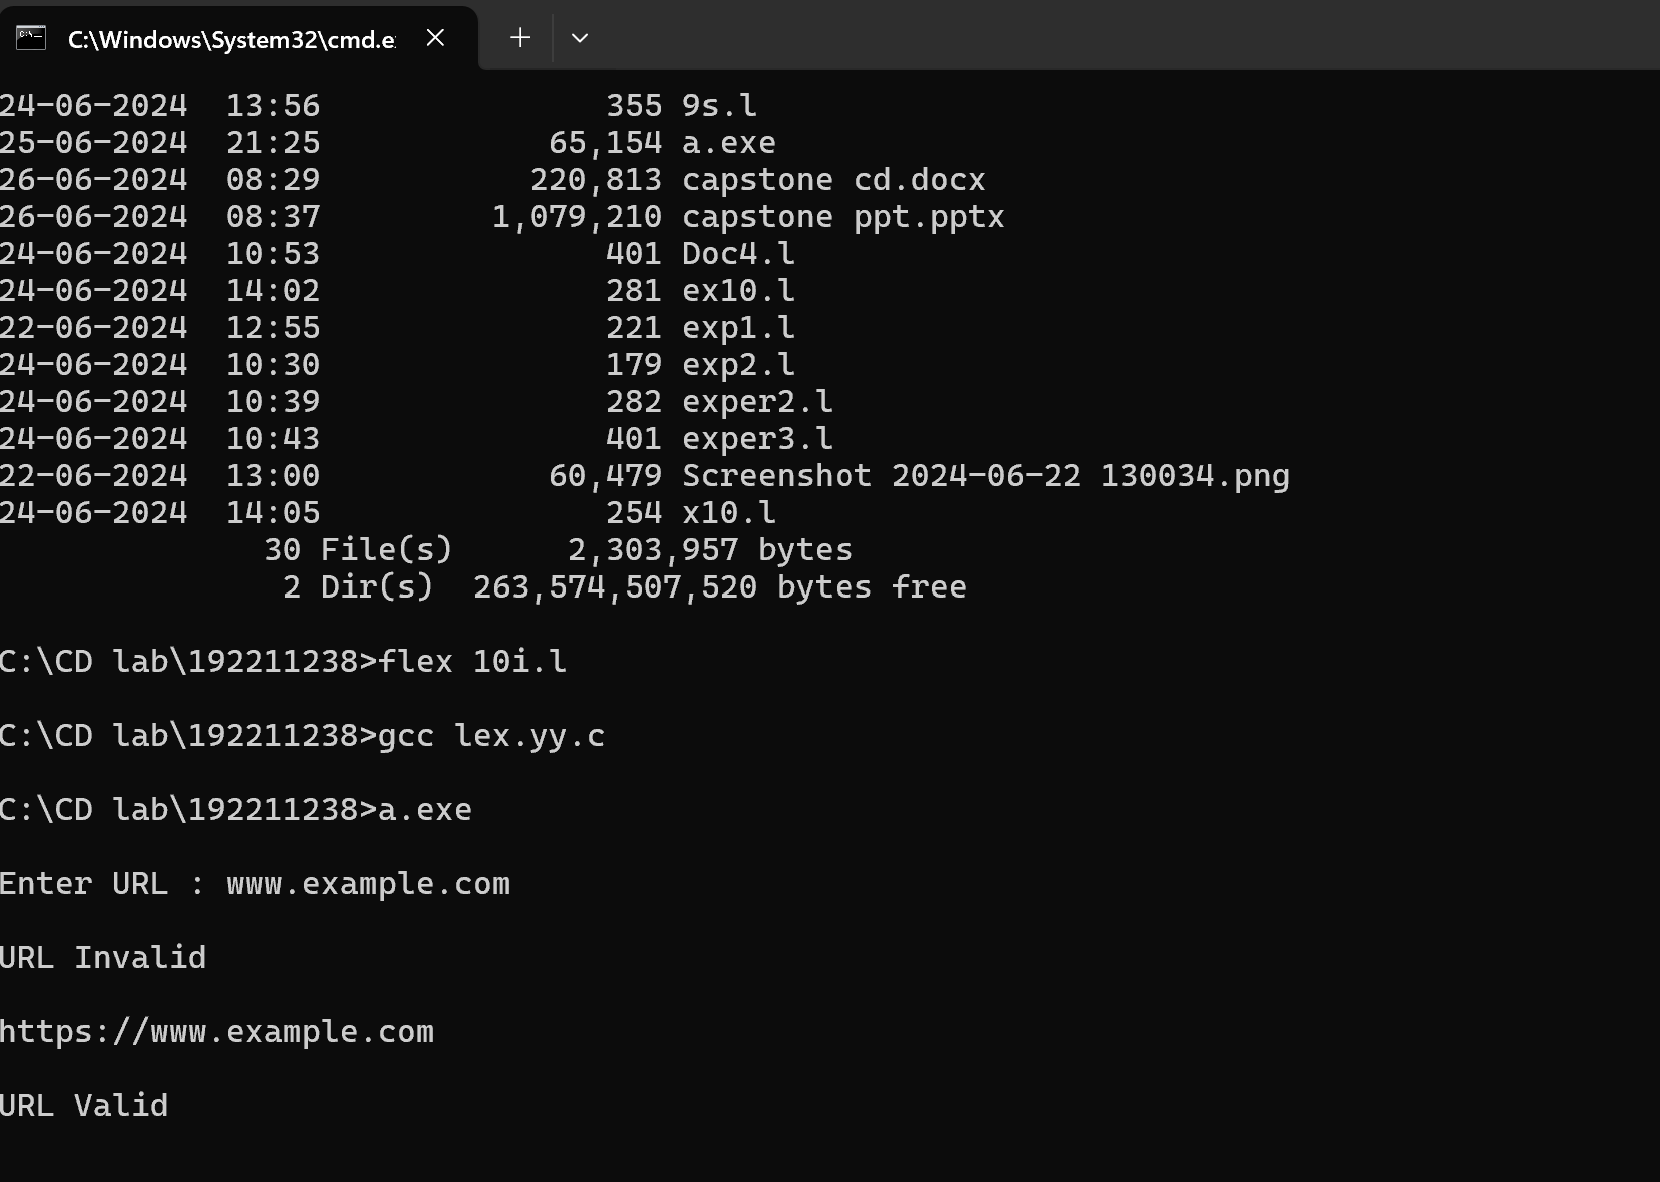 C:\Windows\System32\cmd.e
24-06-2024  13:56               355 9s.l
25-06-2024  21:25            65,154 a.exe
26-06-2024  08:29           220,813 capstone cd.docx
26-06-2024  08:37         1,079,210 capstone ppt.pptx
24-06-2024  10:53               401 Doc4.l
24-06-2024  14:02               281 ex10.l
22-06-2024  12:55               221 exp1.l
24-06-2024  10:30               179 exp2.l
24-06-2024  10:39               282 exper2.l
24-06-2024  10:43               401 exper3.l
22-06-2024  13:00            60,479 Screenshot 2024-06-22 130034.png
24-06-2024  14:05               254 x10.l
              30 File(s)      2,303,957 bytes
               2 Dir(s)  263,574,507,520 bytes free
C:\CD lab\192211238>flex 10i.l
C:\CD lab\192211238>gcc lex.yy.c
C:\CD lab\192211238>a.exe
Enter URL : www.example.com
URL Invalid
https://www.example.com
URL Valid